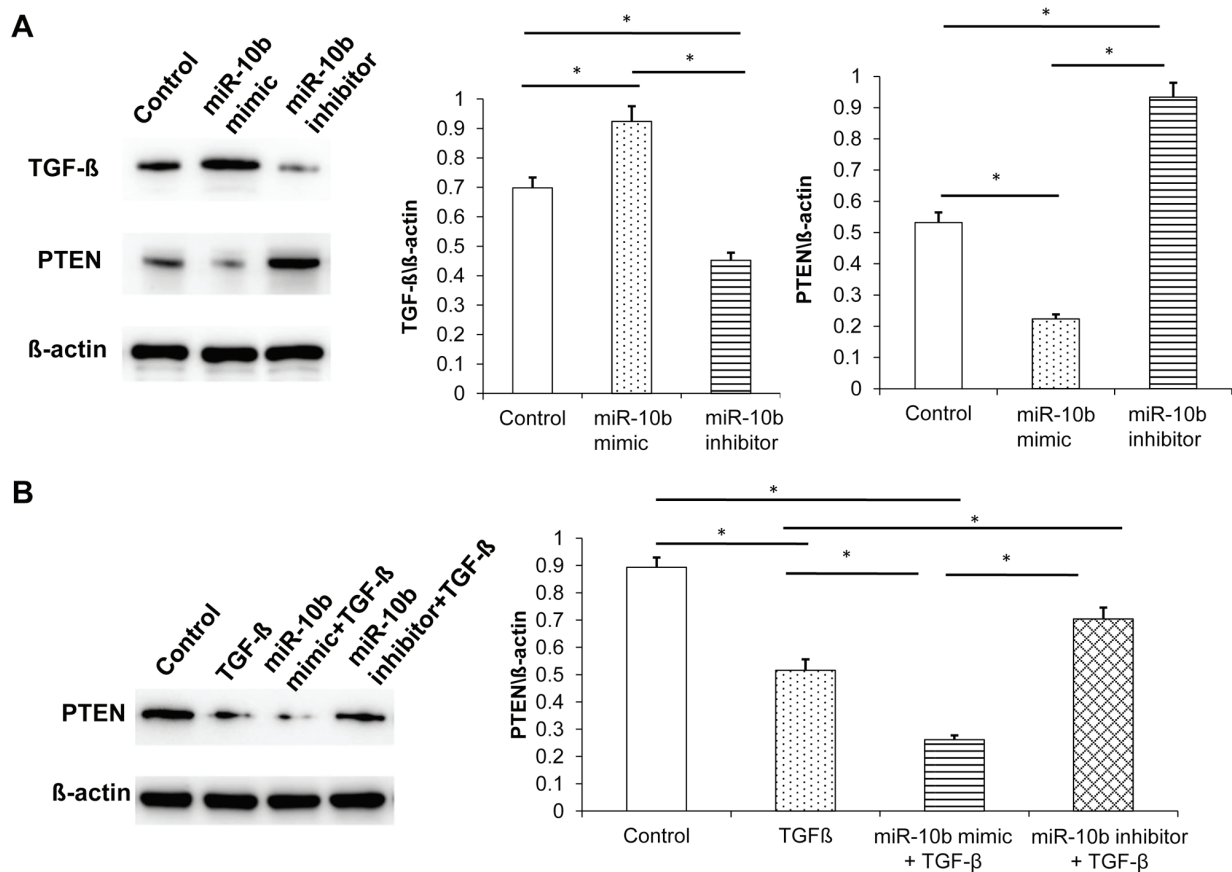 A
Control
miR-10b
mimic
miR-10b
inhibitor
TGF-ß
PTEN
ß-actin
*
*
*
TGF-ß\ß-actin
1
0.9
0.8
0.7
0.6
0.5
0.4
0.3
0.2
0.1
0
Control
miR-10b
mimic
miR-10b
inhibitor
*
*
*
PTEN\ß-actin
1
0.9
0.8
0.7
0.6
0.5
0.4
0.3
0.2
0.1
0
Control
miR-10b
mimic
miR-10b
inhibitor
B
Control
TGF-ß
miR-10b
mimic+TGF-ß
miR-10b
inhibitor+TGF-ß
PTEN
ß-actin
*
*
*
*
*
PTEN\ß-actin
1
0.9
0.8
0.7
0.6
0.5
0.4
0.3
0.2
0.1
0
Control
TGFß
miR-10b mimic
+ TGF-β
miR-10b inhibitor
+ TGF-β